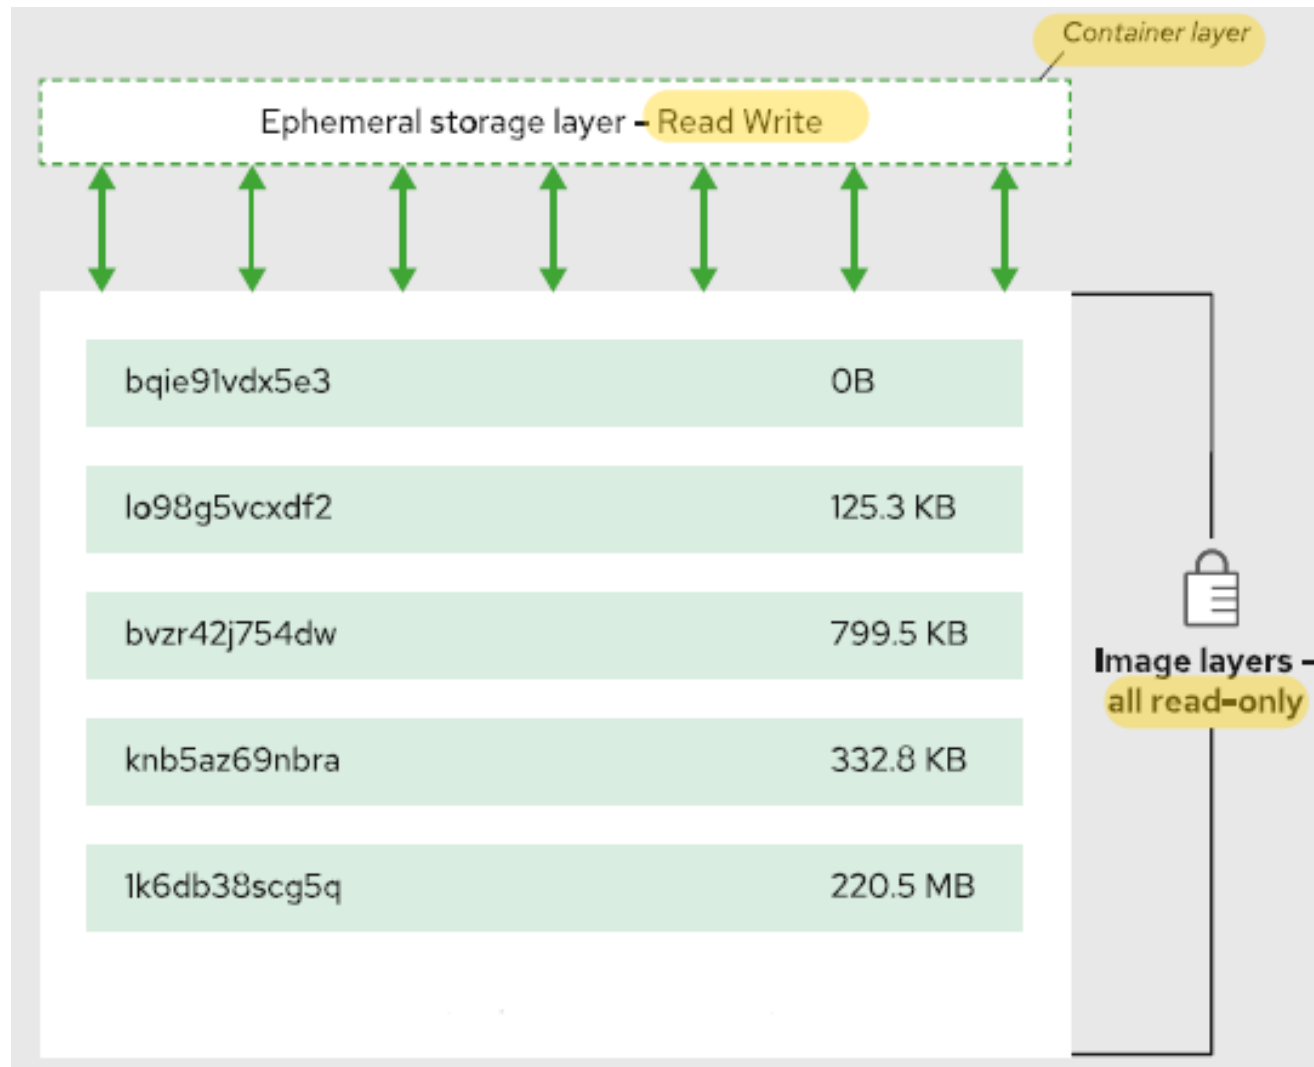 Container layer
Ephemeral storage layer - Read Write
bqie91vdx5e3 0B
lo98g5vcxdf2 125.3 KB
bvzr42j754dw 799.5 KB
knb5az69nbra 332.8 KB
1k6db38scg5q 220.5 MB
Image layers -
all read-only